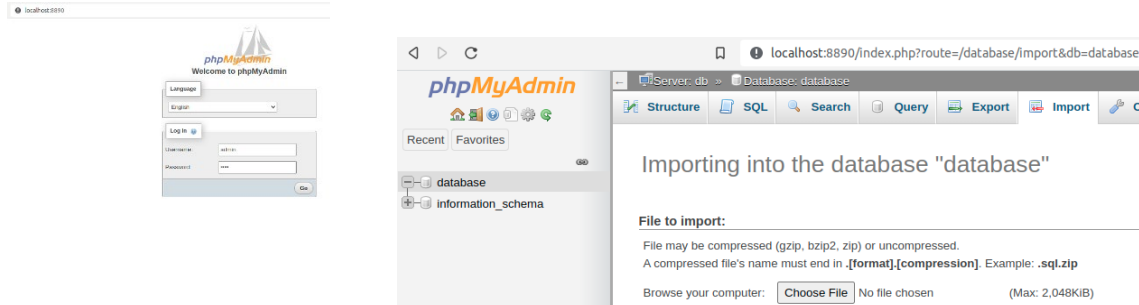 localhost:8890
phpMyAdmin
Welcome to phpMyAdmin
Language
English
Log in
Username:
admin
Password:
••••
Go
localhost:8890/index.php?route=/database/import&db=database
phpMyAdmin
Recent Favorites
database
information_schema
Server: db » Database: database
Structure SQL Search Query Export Import
Importing into the database "database"
File to import:
File may be compressed (gzip, bzip2, zip) or uncompressed.
A compressed file's name must end in .[format].[compression]. Example: .sql.zip
Browse your computer: Choose File No file chosen (Max: 2,048KiB)